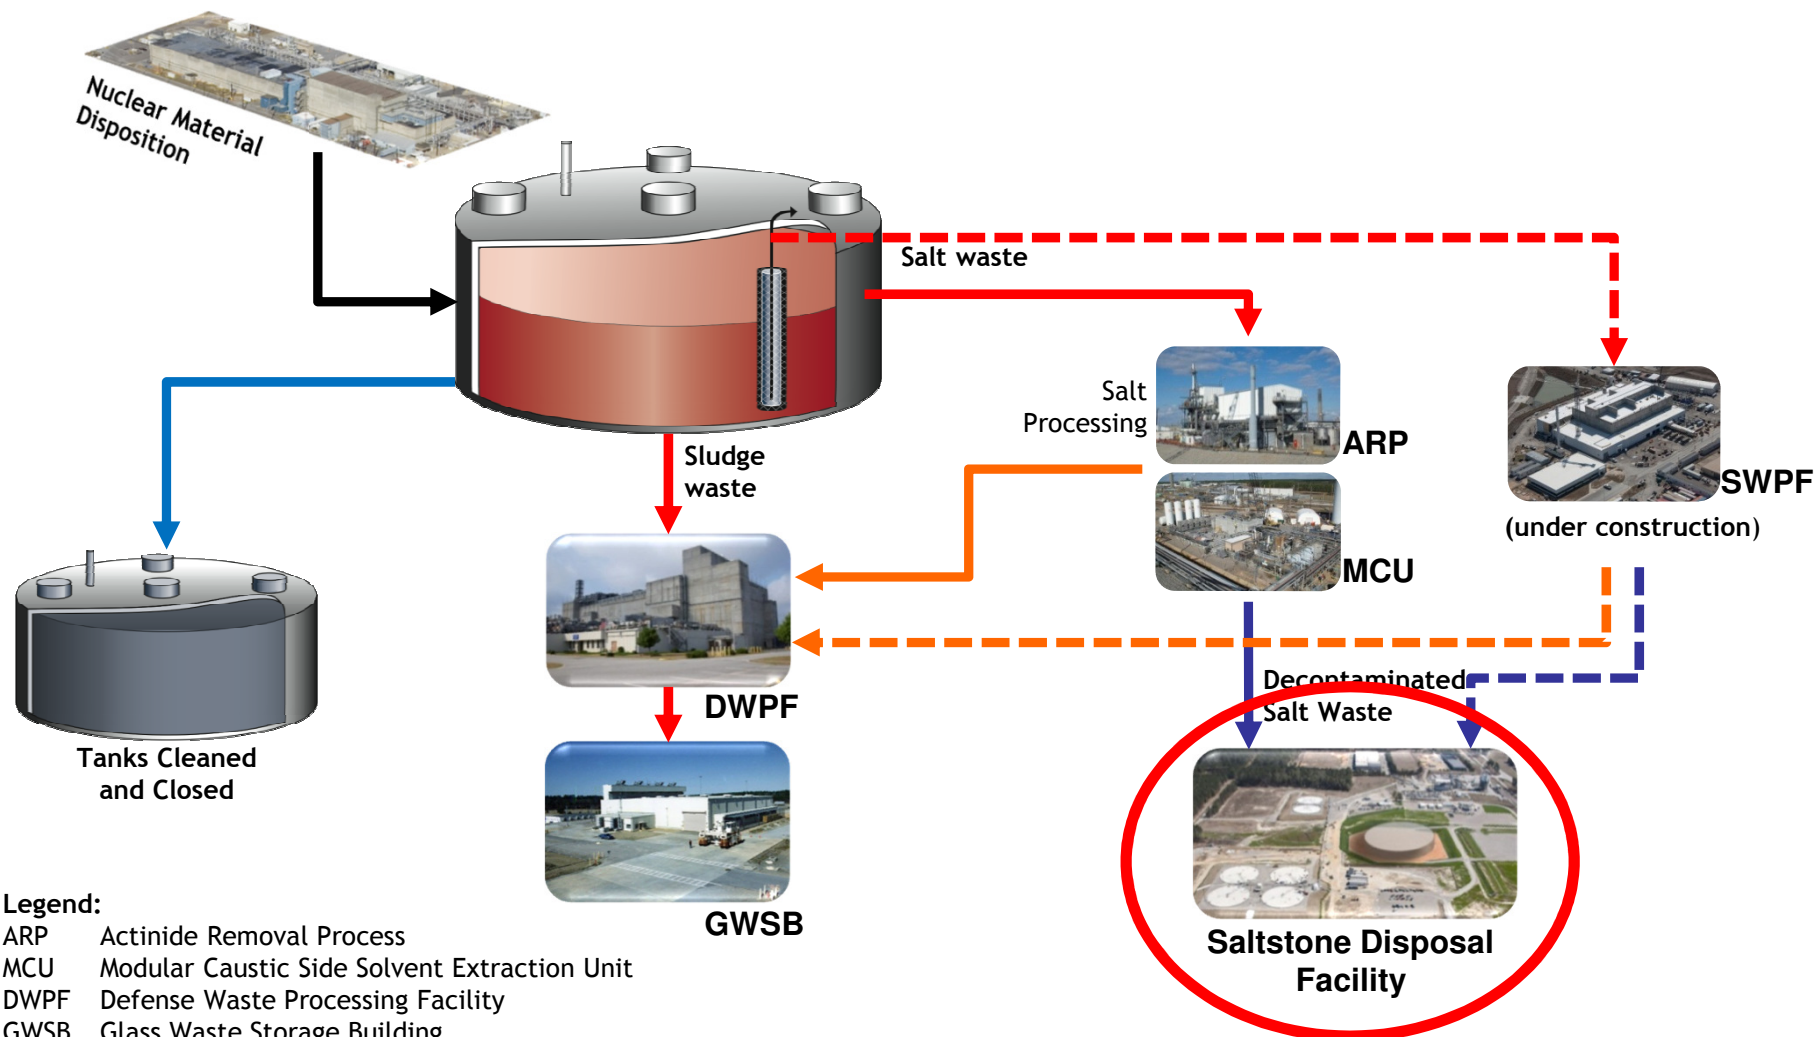 Nuclear Material
Disposition
Salt waste
Salt
Processing
ARP
SWPF
(under construction)
Sludge
waste
MCU
DWPF
Decontaminated
Salt Waste
Tanks Cleaned
and Closed
GWSB
Saltstone Disposal
Facility
Legend:
ARP Actinide Removal Process
MCU Modular Caustic Side Solvent Extraction Unit
DWPF Defense Waste Processing Facility
GWSB Glass Waste Storage Building